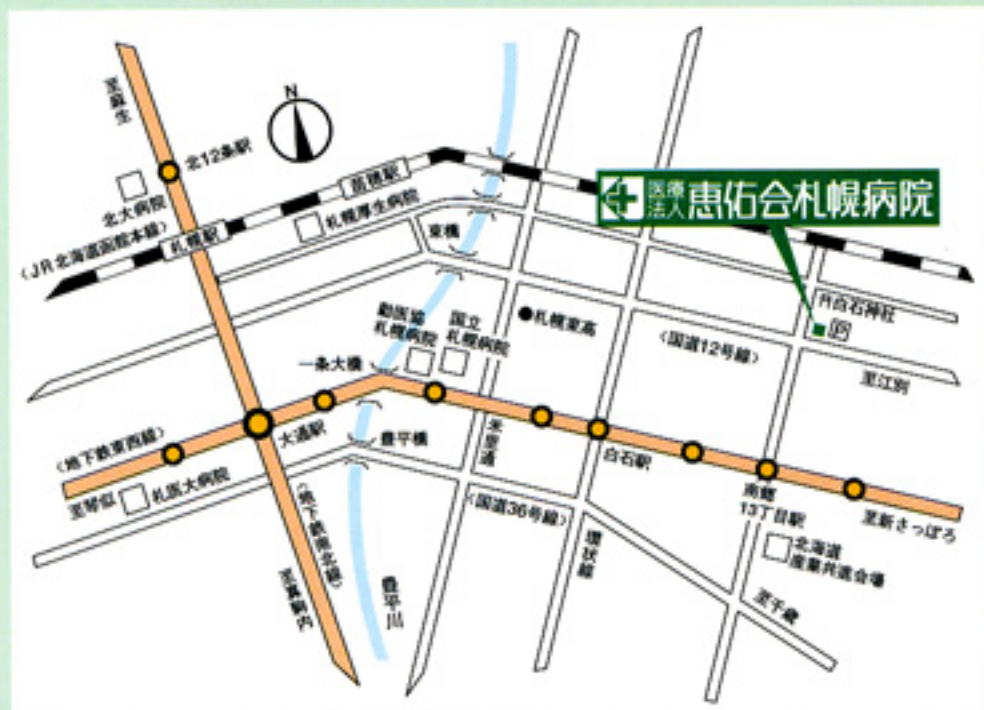 至麻生
N
北12条駅
北大病院
〈JR北海道函館本線〉
札幌駅
苗穂駅
札幌厚生病院
東橋
医療
法人
恵佑会札幌病院
白石神社
P
至江別
〈国道12号線〉
●札幌東高
勤医協
札幌病院
国立
札幌病院
一条大橋
大通駅
〈地下鉄東西線〉
至琴似
札医大病院
豊平橋
米里通
白石駅
南郷
13丁目駅
至新さっぽろ
〈国道36号線〉
環状線
北海道
産業共進会場
至千歳
〈地下鉄南北線〉
至真駒内
豊平川